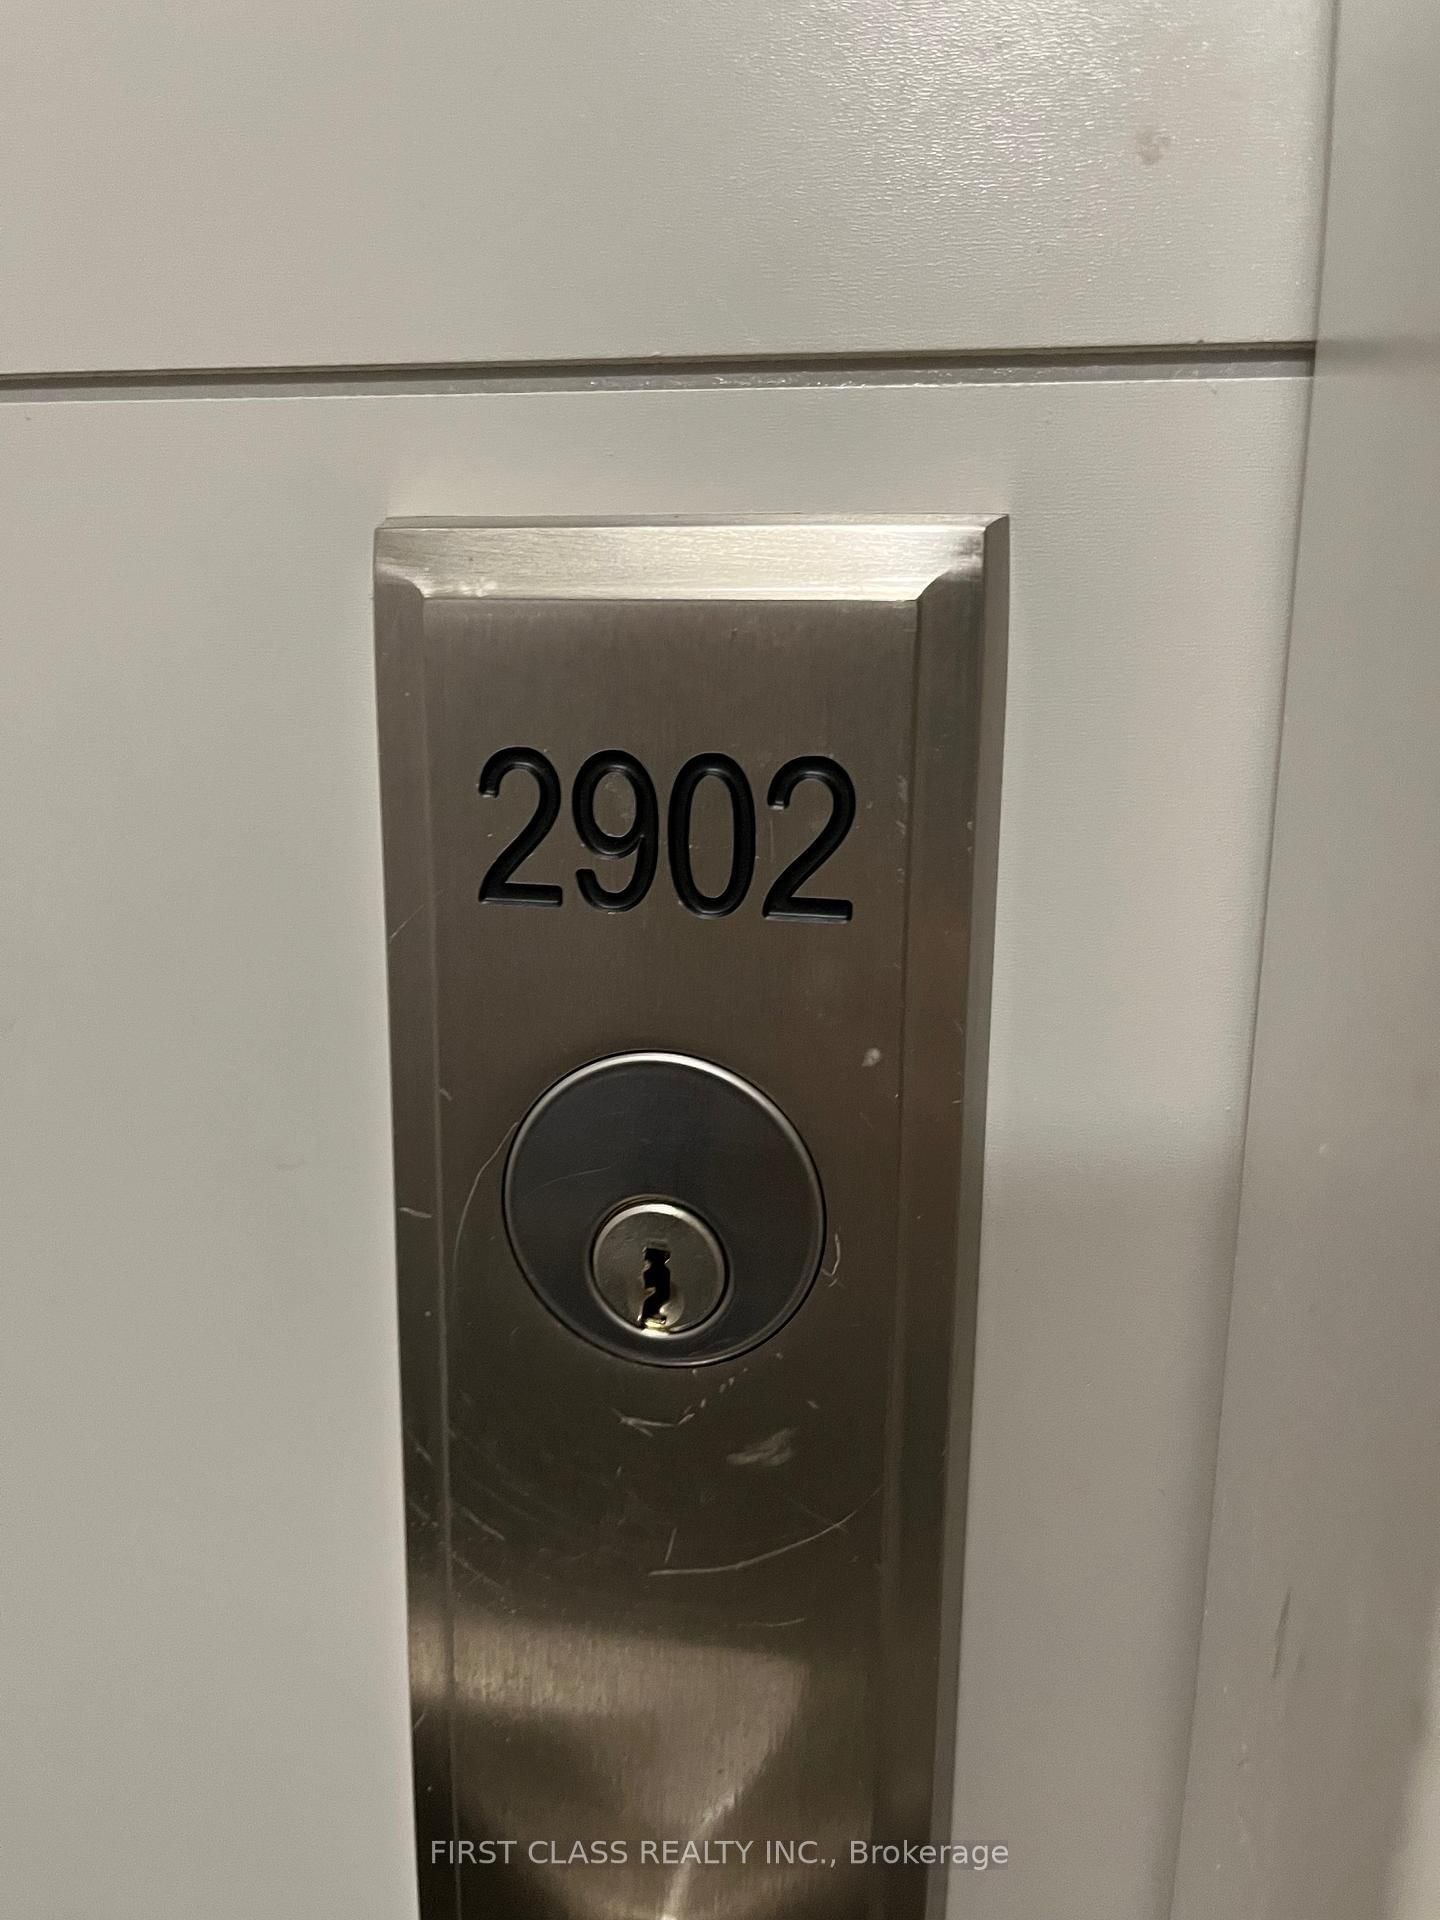 2902
FIRST CLASS REALTY INC., Brokerage